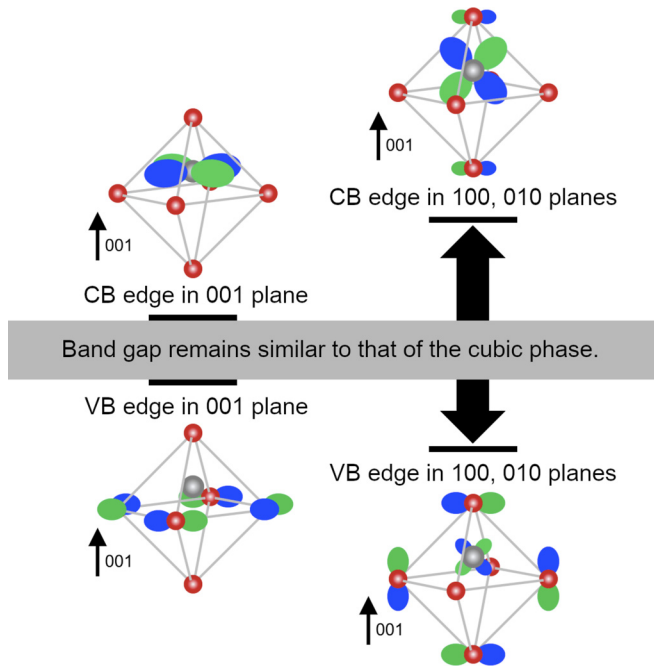 001
CB edge in 100, 010 planes
001
CB edge in 001 plane
Band gap remains similar to that of the cubic phase.
VB edge in 001 plane
VB edge in 100, 010 planes
001
001